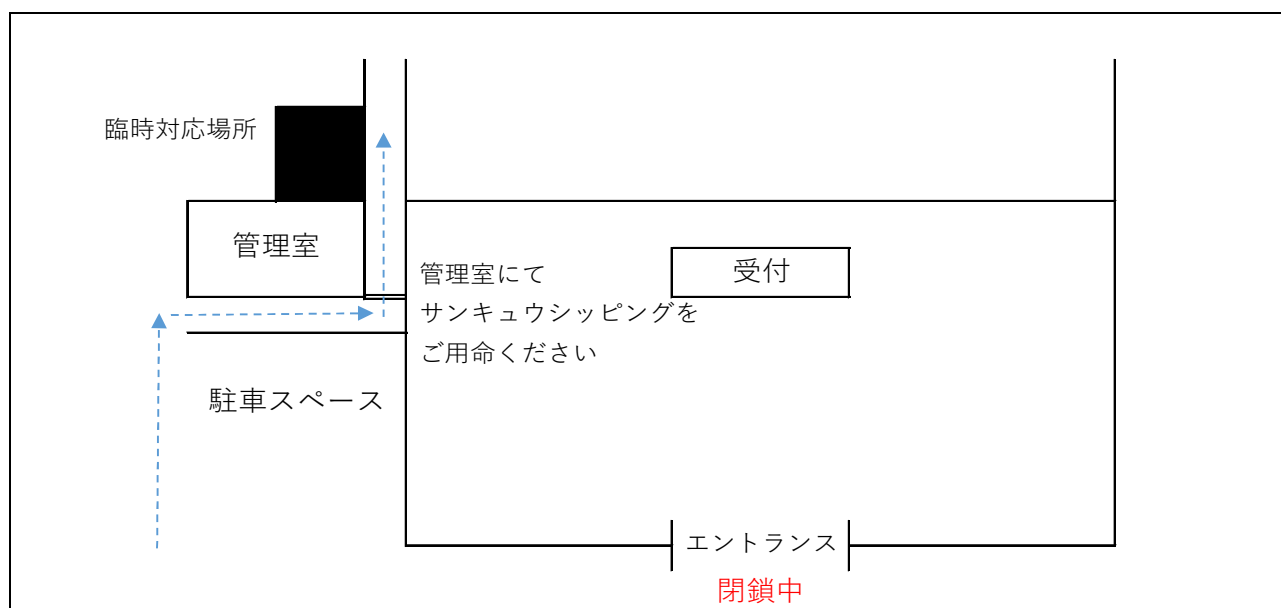 臨時対応場所
管理室
管理室にて
サンキュウシッピングを
ご用命ください
受付
駐車スペース
エントランス
閉鎖中